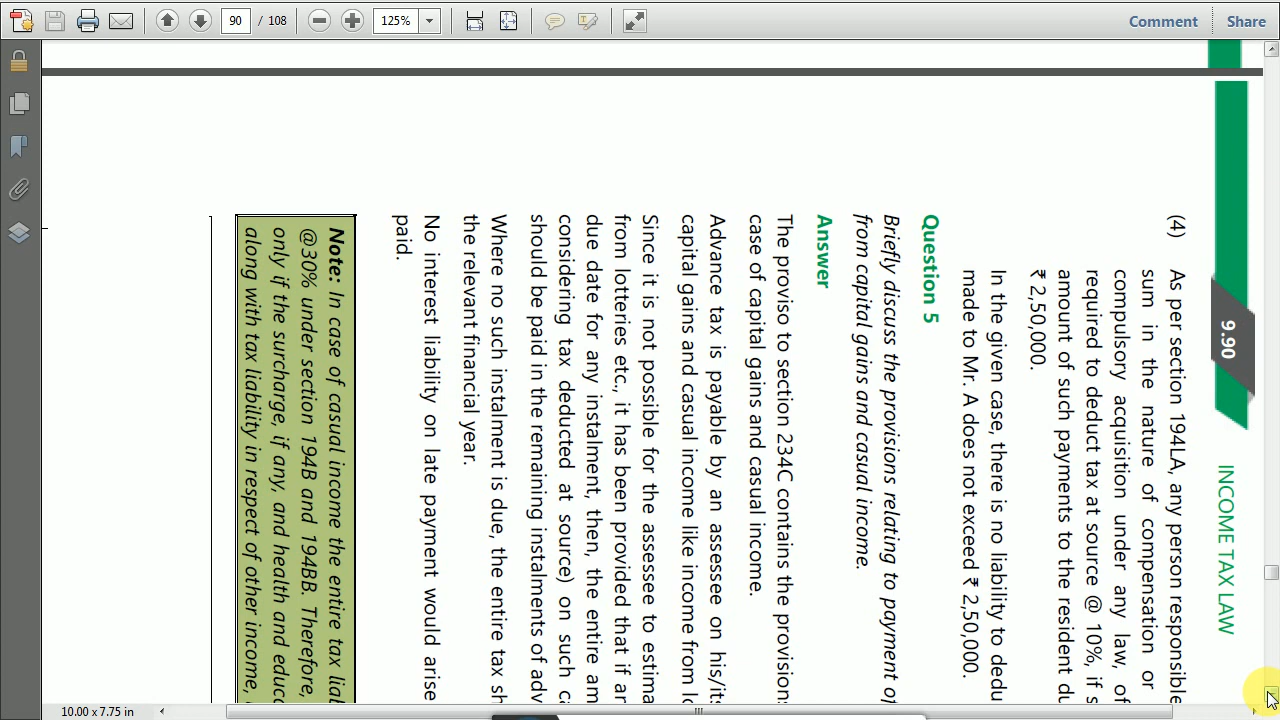 90
/ 108
125%
Comment
Share
9.90
INCOME TAX LAW
(4) As per section 194LA, any person responsible
sum in the nature of compensation or
compulsory acquisition under any law, of
required to deduct tax at source @ 10%, if s
amount of such payments to the resident du
₹ 2,50,000.
In the given case, there is no liability to dedu
made to Mr. A does not exceed ₹ 2,50,000.
Question 5
Briefly discuss the provisions relating to payment of
from capital gains and casual income.
Answer
The proviso to section 234C contains the provision
case of capital gains and casual income.
Advance tax is payable by an assessee on his/its
capital gains and casual income like income from lo
Since it is not possible for the assessee to estima
from lotteries etc., it has been provided that if an
due date for any instalment, then, the entire am
considering tax deducted at source) on such ca
should be paid in the remaining instalments of adv
Where no such instalment is due, the entire tax sh
the relevant financial year.
No interest liability on late payment would arise
paid.
Note: In case of casual income the entire tax lial
@30% under section 194B and 194BB. Therefore,
only if the surcharge, if any, and health and educ
along with tax liability in respect of other income,
10.00 x 7.75 in